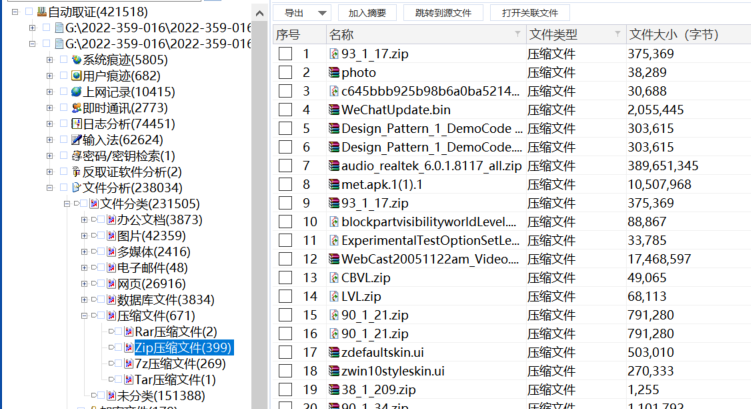 自动取证(421518)
G:\2022-359-016\2022-359-016
G:\2022-359-016\2022-359-016
系统痕迹(5805)
用户痕迹(682)
上网记录(10415)
即时通讯(2773)
日志分析(74451)
输入法(62624)
密码/密钥检索(1)
反取证软件分析(2)
文件分析(238034)
文件分类(231505)
办公文档(3873)
图片(42359)
多媒体(2416)
电子邮件(48)
网页(26916)
数据库文件(3834)
压缩文件(671)
Rar压缩文件(2)
Zip压缩文件(399)
7z压缩文件(269)
Tar压缩文件(1)
未分类(151388)
导出 加入摘要 跳转到源文件 打开关联文件
序号 名称 文件类型 文件大小（字节）
1 93_1_17.zip 压缩文件 375,369
2 photo 压缩文件 38,289
3 c645bbb925b98b6a0ba5214... 压缩文件 30,688
4 WeChatUpdate.bin 压缩文件 2,055,445
5 Design_Pattern_1_DemoCode ... 压缩文件 303,615
6 Design_Pattern_1_DemoCode ... 压缩文件 303,615
7 audio_realtek_6.0.1.8117_all.zip 压缩文件 389,651,345
8 met.apk.1(1).1 压缩文件 10,507,968
9 93_1_17.zip 压缩文件 375,369
10 blockpartvisibilityworldLevel.... 压缩文件 88,867
11 ExperimentalTestOptionSetLe... 压缩文件 33,785
12 WebCast20051122am_Video.... 压缩文件 17,468,597
13 CBVL.zip 压缩文件 49,065
14 LVL.zip 压缩文件 68,113
15 90_1_21.zip 压缩文件 791,280
16 90_1_21.zip 压缩文件 791,280
17 zdefaultskin.ui 压缩文件 503,010
18 zwin10styleskin.ui 压缩文件 270,333
19 38_1_209.zip 压缩文件 1,255
20 90_1_34.zip 压缩文件 1,101,792